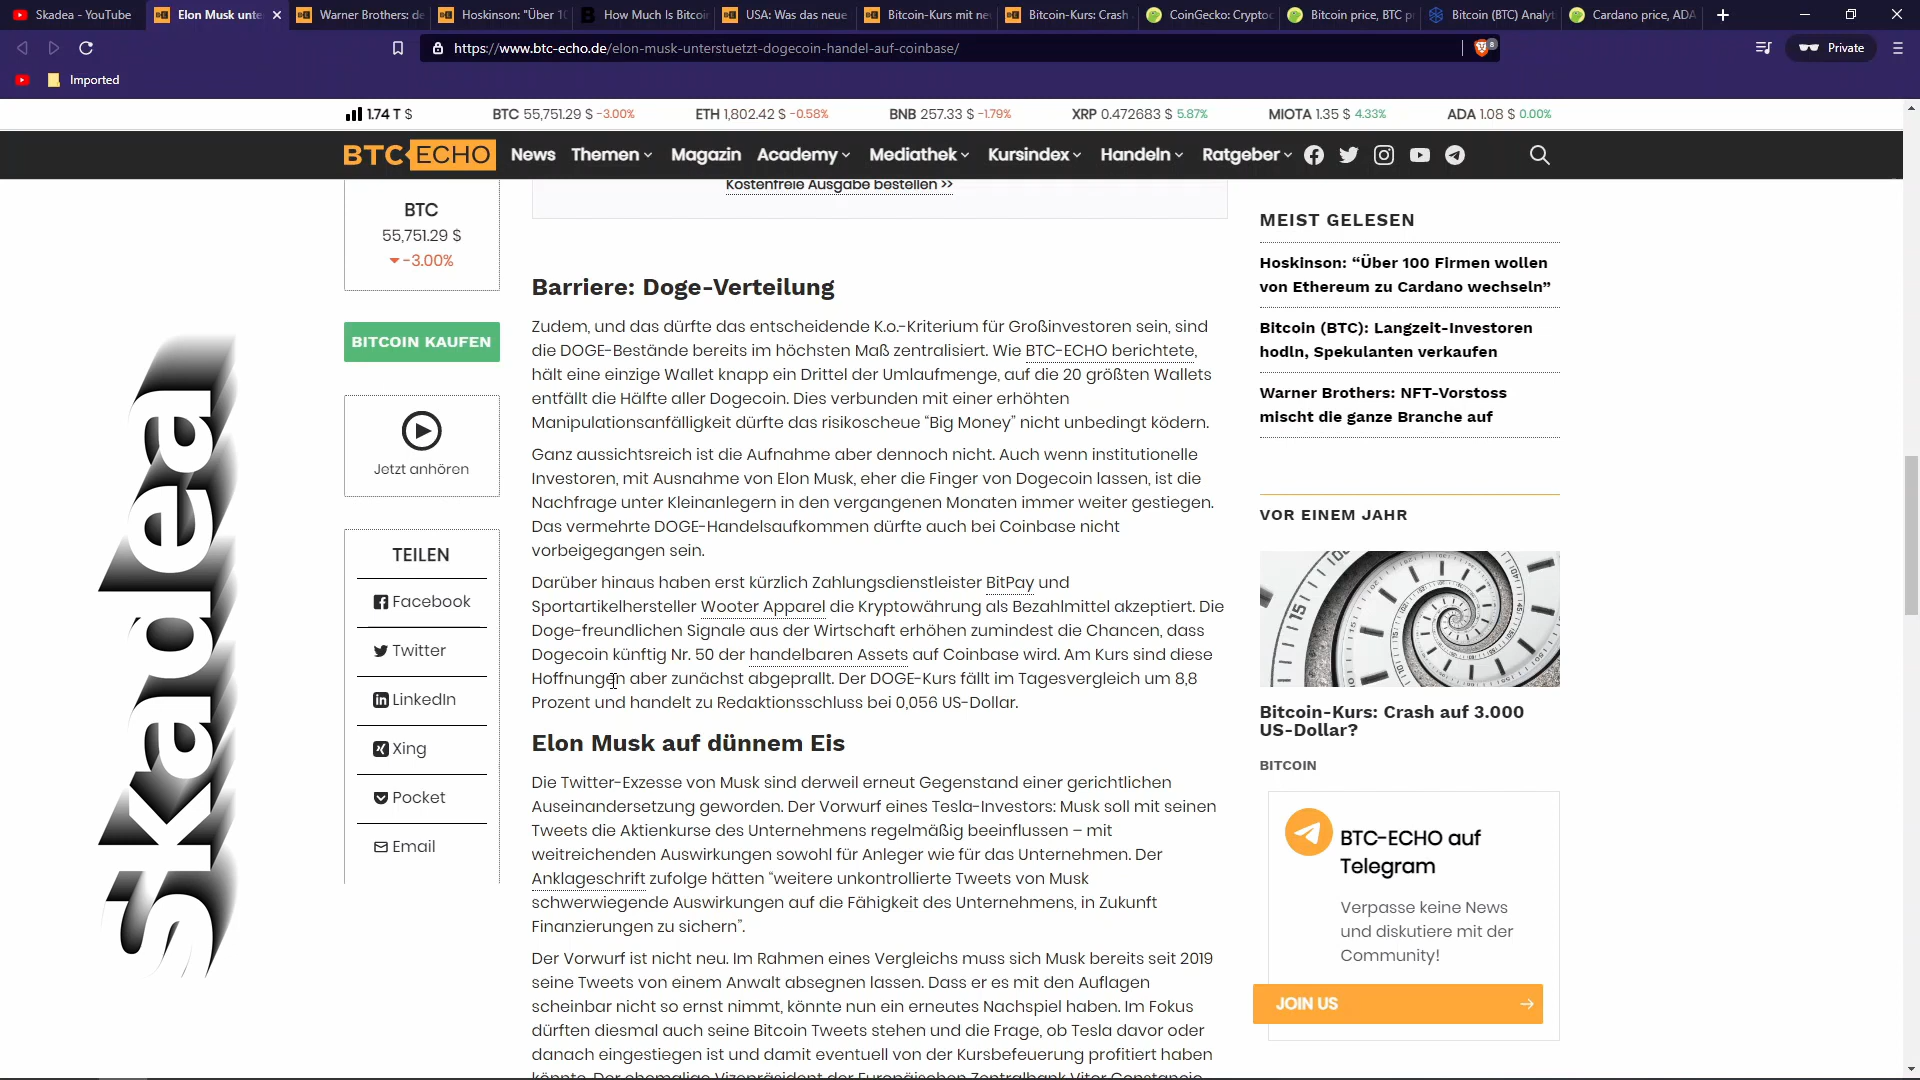 Skadea - YouTube
Elon Musk unte
Warner Brothers: de
Hoskinson: "Über 10
How Much Is Bitcoi
USA: Was das neue
Bitcoin-Kurs mit ne
Bitcoin-Kurs: Crash
CoinGecko: Cryptoc
Bitcoin price, BTC p
Bitcoin (BTC) Analyt
Cardano price, ADA
https://www.btc-echo.de/elon-musk-unterstuetzt-dogecoin-handel-auf-coinbase/
8
Private
Imported
1.74 T $
BTC 55,751.29 $ -3.00%
ETH 1,802.42 $ -0.58%
BNB 257.33 $ -1.79%
XRP 0.472683 $ 5.87%
MIOTA 1.35 $ 4.33%
ADA 1.08 $ 0.00%
BTC ECHO
News Themen Magazin Academy Mediathek Kursindex Handeln Ratgeber
Kostenfreie Ausgabe bestellen >>
BTC
55,751.29 $
-3.00%
BITCOIN KAUFEN
Jetzt anhören
TEILEN
Facebook
Twitter
LinkedIn
Xing
Pocket
Email
skadea
Barriere: Doge-Verteilung
Zudem, und das dürfte das entscheidende K.o.-Kriterium für Großinvestoren sein, sind
die DOGE-Bestände bereits im höchsten Maß zentralisiert. Wie BTC-ECHO berichtete,
hält eine einzige Wallet knapp ein Drittel der Umlaufmenge, auf die 20 größten Wallets
entfällt die Hälfte aller Dogecoin. Dies verbunden mit einer erhöhten
Manipulationsanfälligkeit dürfte das risikoscheue “Big Money” nicht unbedingt ködern.
Ganz aussichtsreich ist die Aufnahme aber dennoch nicht. Auch wenn institutionelle
Investoren, mit Ausnahme von Elon Musk, eher die Finger von Dogecoin lassen, ist die
Nachfrage unter Kleinanlegern in den vergangenen Monaten immer weiter gestiegen.
Das vermehrte DOGE-Handelsaufkommen dürfte auch bei Coinbase nicht
vorbeigegangen sein.
Darüber hinaus haben erst kürzlich Zahlungsdienstleister BitPay und
Sportartikelhersteller Wooter Apparel die Kryptowährung als Bezahlmittel akzeptiert. Die
Doge-freundlichen Signale aus der Wirtschaft erhöhen zumindest die Chancen, dass
Dogecoin künftig Nr. 50 der handelbaren Assets auf Coinbase wird. Am Kurs sind diese
Hoffnungen aber zunächst abgeprallt. Der DOGE-Kurs fällt im Tagesvergleich um 8,8
Prozent und handelt zu Redaktionsschluss bei 0,056 US-Dollar.
Elon Musk auf dünnem Eis
Die Twitter-Exzesse von Musk sind derweil erneut Gegenstand einer gerichtlichen
Auseinandersetzung geworden. Der Vorwurf eines Tesla-Investors: Musk soll mit seinen
Tweets die Aktienkurse des Unternehmens regelmäßig beeinflussen – mit
weitreichenden Auswirkungen sowohl für Anleger wie für das Unternehmen. Der
Anklageschrift zufolge hätten “weitere unkontrollierte Tweets von Musk
schwerwiegende Auswirkungen auf die Fähigkeit des Unternehmens, in Zukunft
Finanzierungen zu sichern”.
Der Vorwurf ist nicht neu. Im Rahmen eines Vergleichs muss sich Musk bereits seit 2019
seine Tweets von einem Anwalt absegnen lassen. Dass er es mit den Auflagen
scheinbar nicht so ernst nimmt, könnte nun ein erneutes Nachspiel haben. Im Fokus
dürften diesmal auch seine Bitcoin Tweets stehen und die Frage, ob Tesla davor oder
danach eingestiegen ist und damit eventuell von der Kursbefeuerung profitiert haben
könnte. Der ehemalige Vizepräsident der Europäischen Zentralbank Vitor Constancio
MEIST GELESEN
Hoskinson: “Über 100 Firmen wollen
von Ethereum zu Cardano wechseln”
Bitcoin (BTC): Langzeit-Investoren
hodln, Spekulanten verkaufen
Warner Brothers: NFT-Vorstoss
mischt die ganze Branche auf
VOR EINEM JAHR
Bitcoin-Kurs: Crash auf 3.000
US-Dollar?
BITCOIN
BTC-ECHO auf
Telegram
Verpasse keine News
und diskutiere mit der
Community!
JOIN US